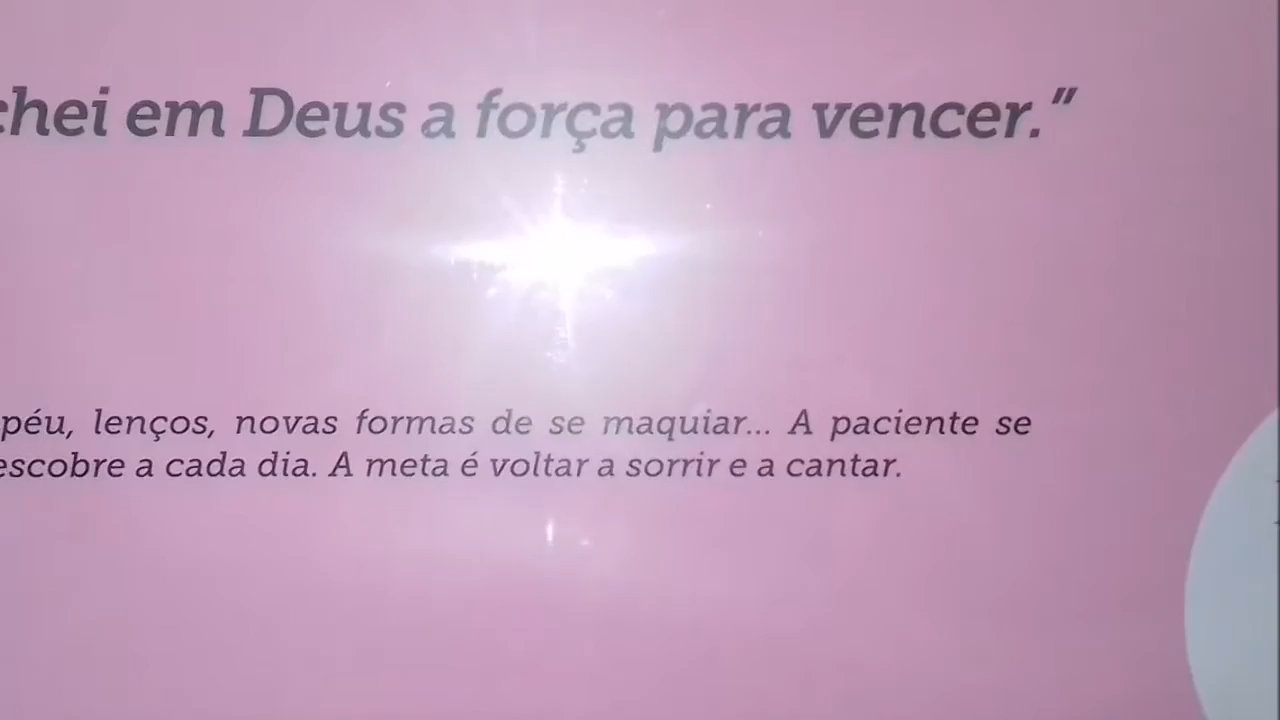 chei em Deus a força para vencer.”
péu, lenços, novas formas de se maquiar... A paciente se
escobre a cada dia. A meta é voltar a sorrir e a cantar.